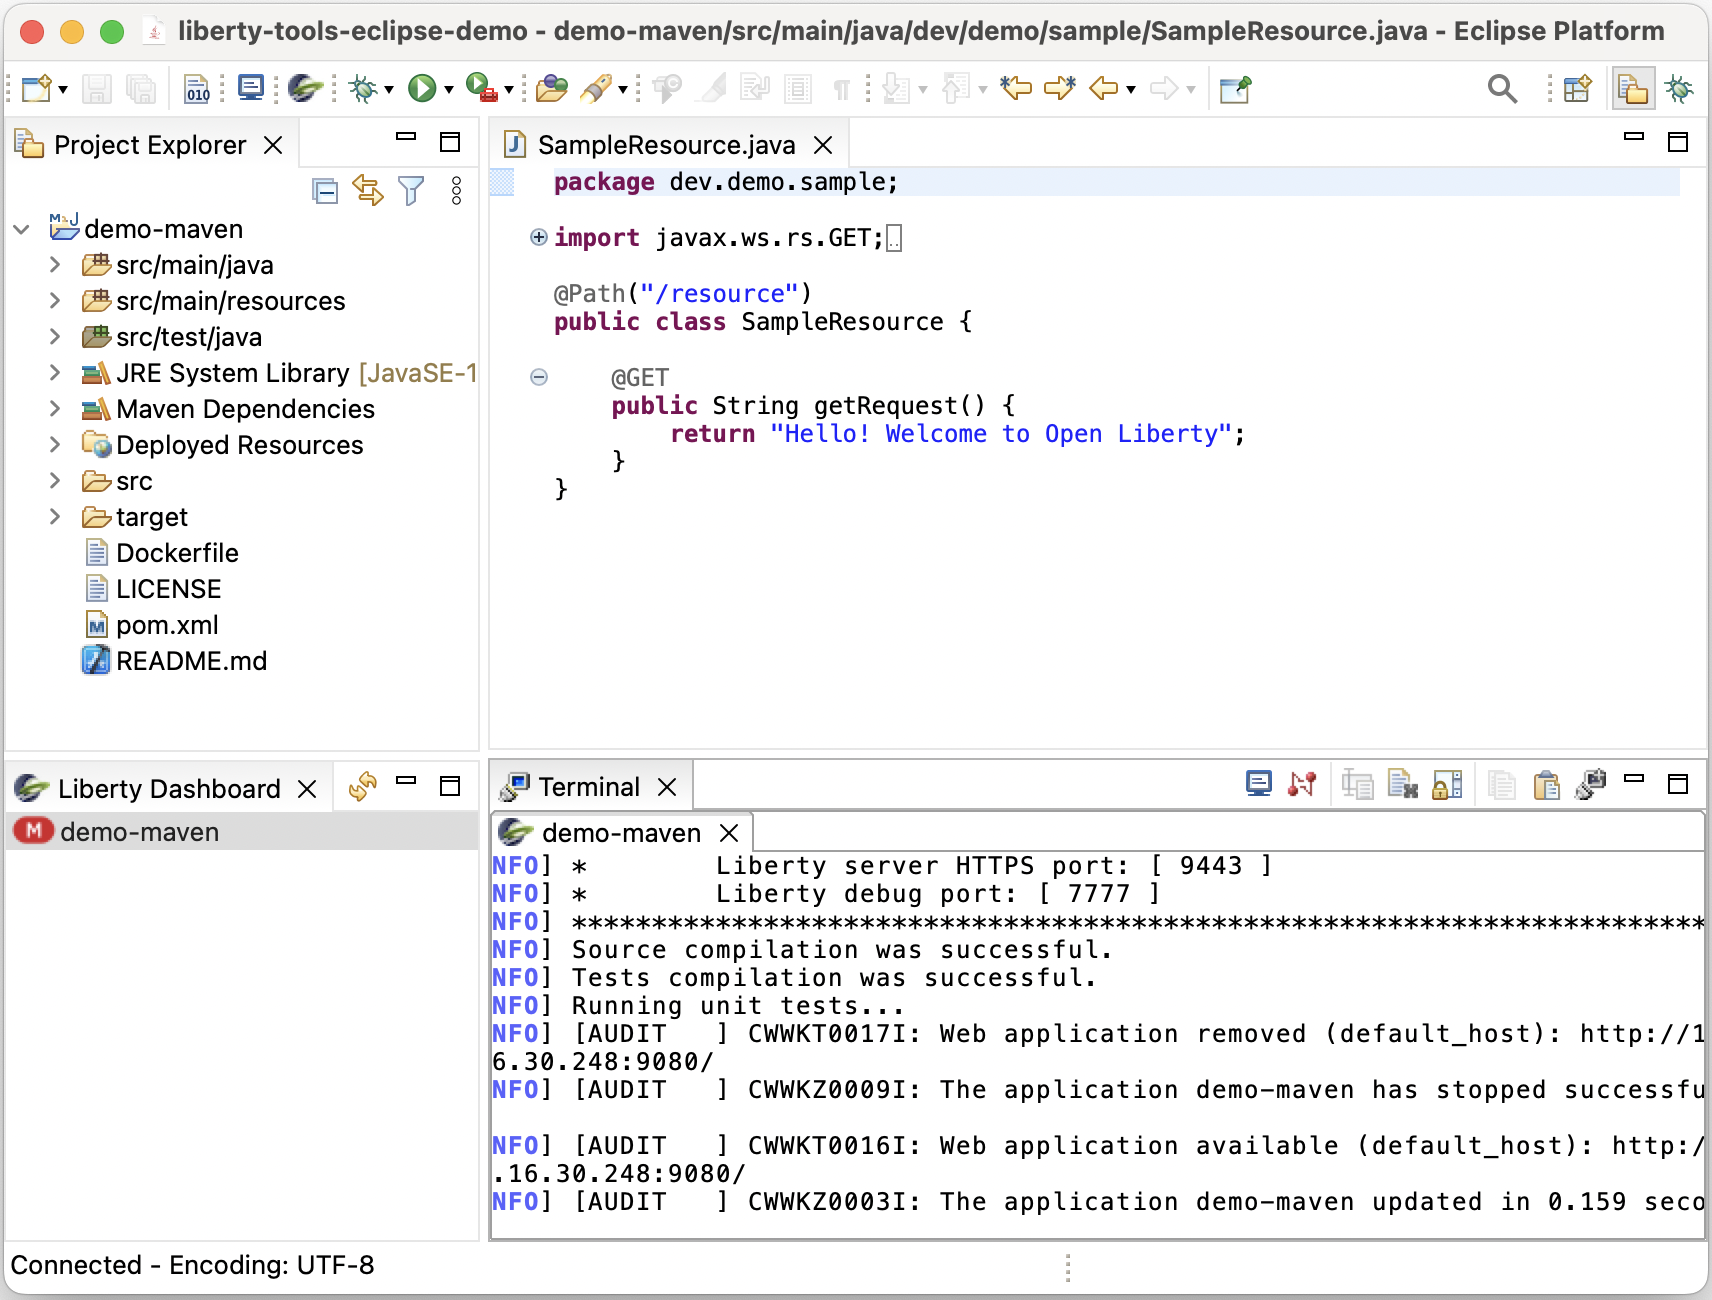 liberty-tools-eclipse-demo - demo-maven/src/main/java/dev/demo/sample/SampleResource.java - Eclipse Platform
010
Project Explorer
demo-maven
src/main/java
src/main/resources
src/test/java
JRE System Library [JavaSE-1
Maven Dependencies
Deployed Resources
src
target
Dockerfile
LICENSE
pom.xml
README.md
SampleResource.java
package dev.demo.sample;
import javax.ws.rs.GET;
@Path("/resource")
public class SampleResource {
@GET
public String getRequest() {
return "Hello! Welcome to Open Liberty";
}
}
Liberty Dashboard
M demo-maven
Terminal
demo-maven
NFO] *        Liberty server HTTPS port: [ 9443 ]
NFO] *        Liberty debug port: [ 7777 ]
NFO] ***********************************************************************
NFO] Source compilation was successful.
NFO] Tests compilation was successful.
NFO] Running unit tests...
NFO] [AUDIT   ] CWWKT0017I: Web application removed (default_host): http://1
6.30.248:9080/
NFO] [AUDIT   ] CWWKZ0009I: The application demo-maven has stopped successfu
NFO] [AUDIT   ] CWWKT0016I: Web application available (default_host): http:/
.16.30.248:9080/
NFO] [AUDIT   ] CWWKZ0003I: The application demo-maven updated in 0.159 seco
Connected - Encoding: UTF-8